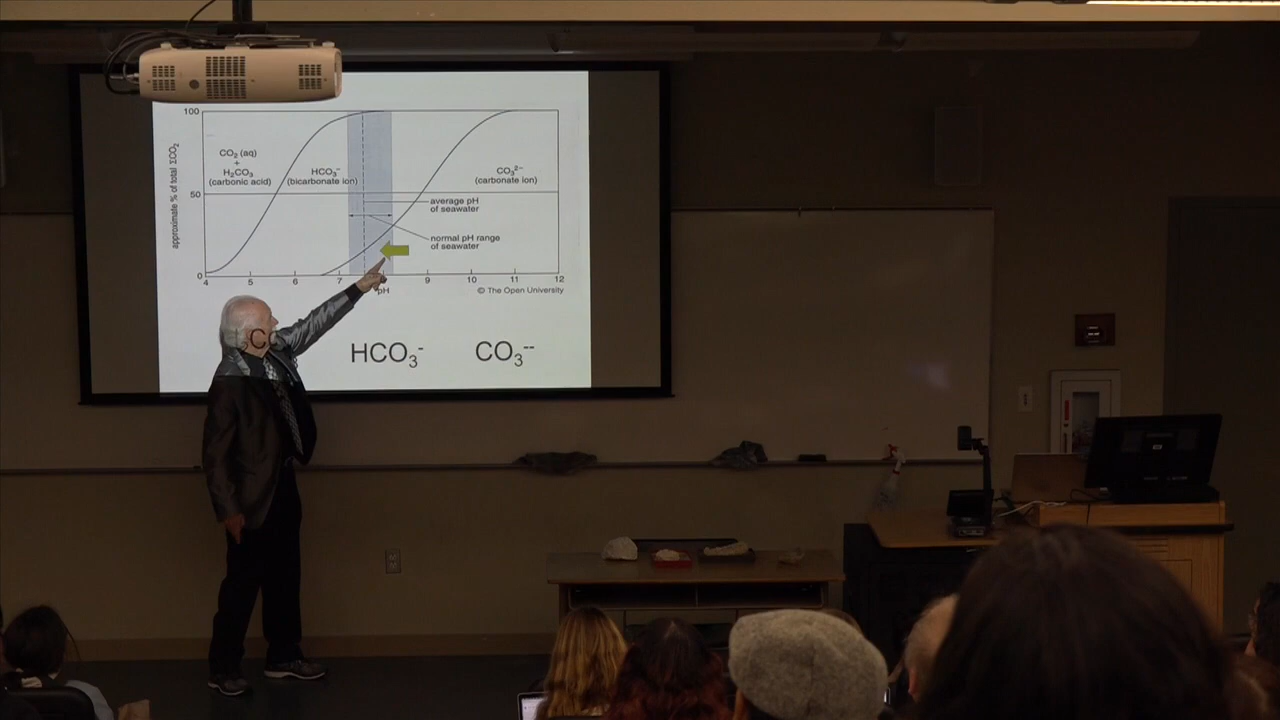 100
50
0
approximate % of total ΣCO₂
CO₂ (aq)
+
H₂CO₃
(carbonic acid)
HCO₃⁻
(bicarbonate ion)
CO₃²⁻
(carbonate ion)
average pH
of seawater
normal pH range
of seawater
4 5 6 7 9 10 11 12
pH
© The Open University
C
HCO₃⁻ CO₃⁻⁻